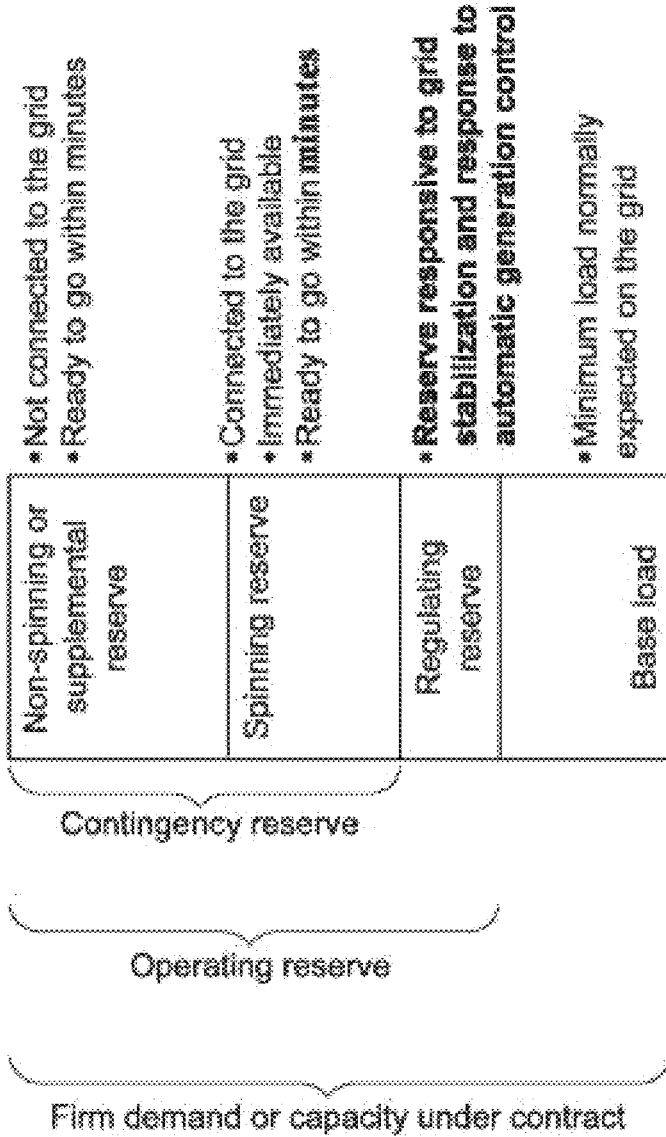 Non-spinning or
supplemental
reserve
• Not connected to the grid
• Ready to go within minutes
Spinning reserve
• Connected to the grid
• Immediately available
• Ready to go within minutes
Regulating
reserve
• Reserve responsive to grid
stabilization and response to
automatic generation control
Base load
• Minimum load normally
expected on the grid
Contingency reserve
Operating reserve
Firm demand or capacity under contract